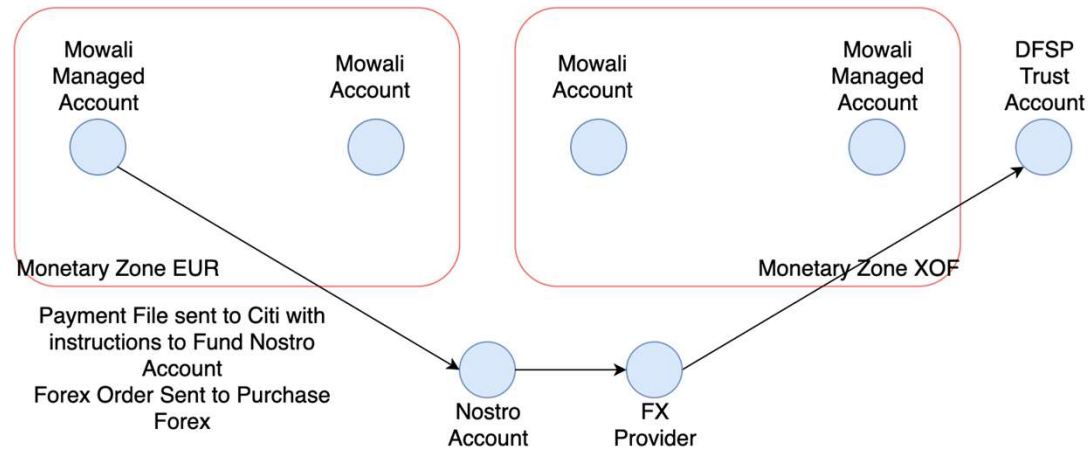 Mowali
Managed
Account
Mowali
Account
Mowali
Account
Mowali
Managed
Account
DFSP
Trust
Account
Monetary Zone EUR
Monetary Zone XOF
Payment File sent to Citi with
instructions to Fund Nostro
Account
Forex Order Sent to Purchase
Forex
Nostro
Account
FX
Provider